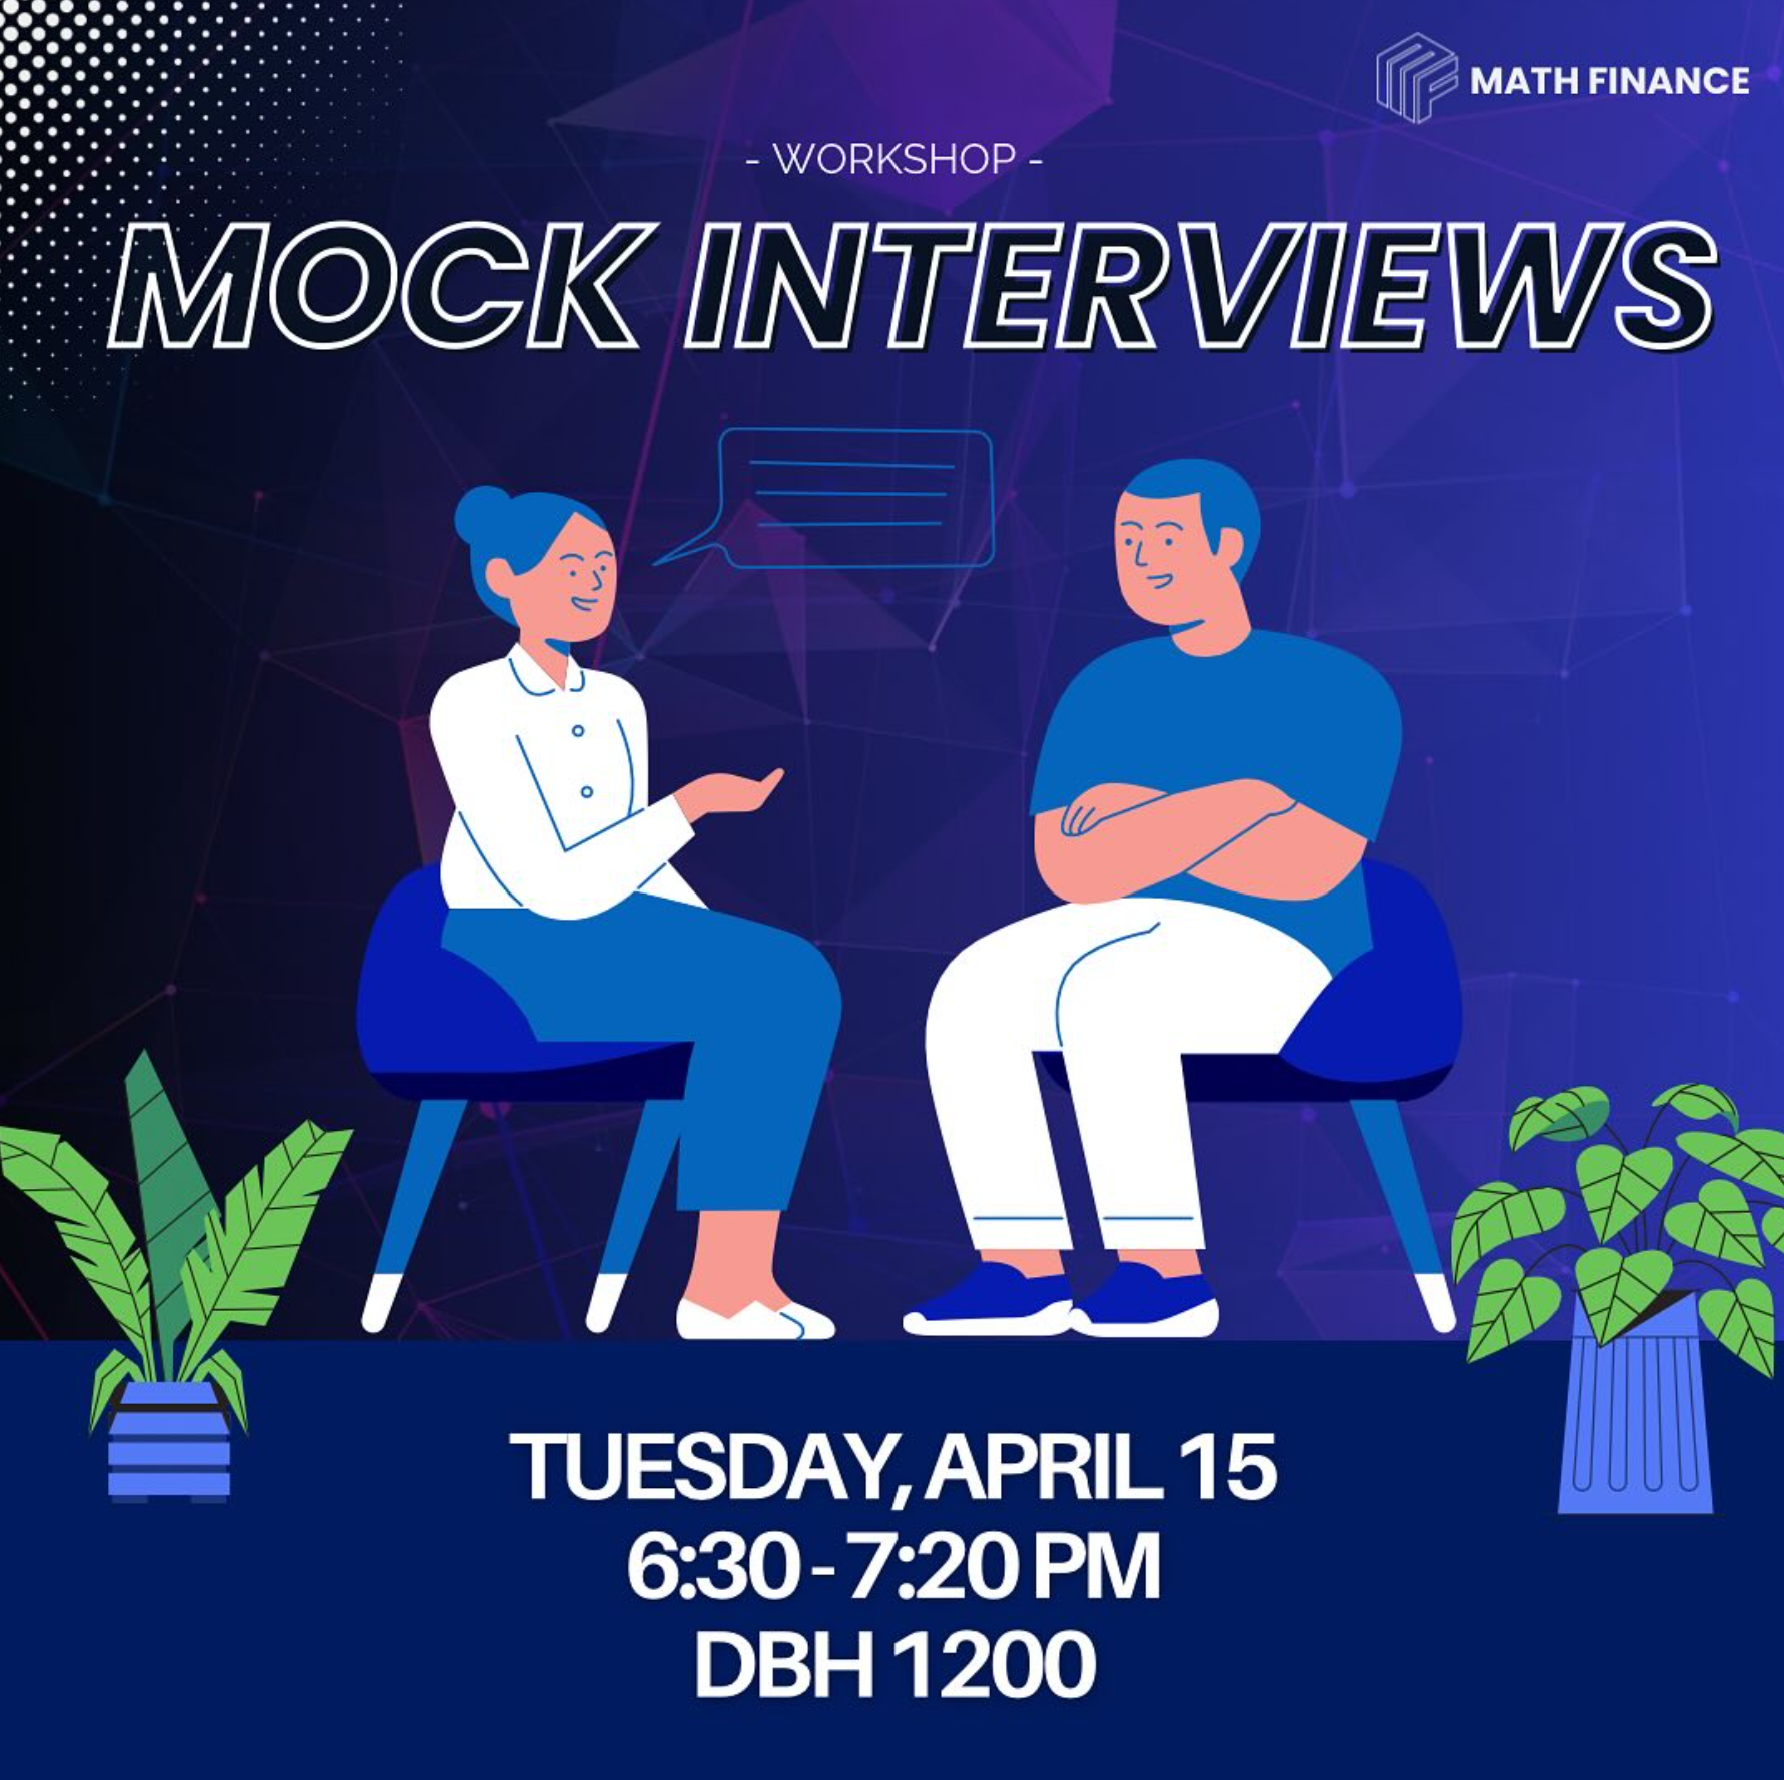 MATH FINANCE
- WORKSHOP -
MOCK INTERVIEWS
TUESDAY, APRIL 15
6:30 - 7:20 PM
DBH 1200